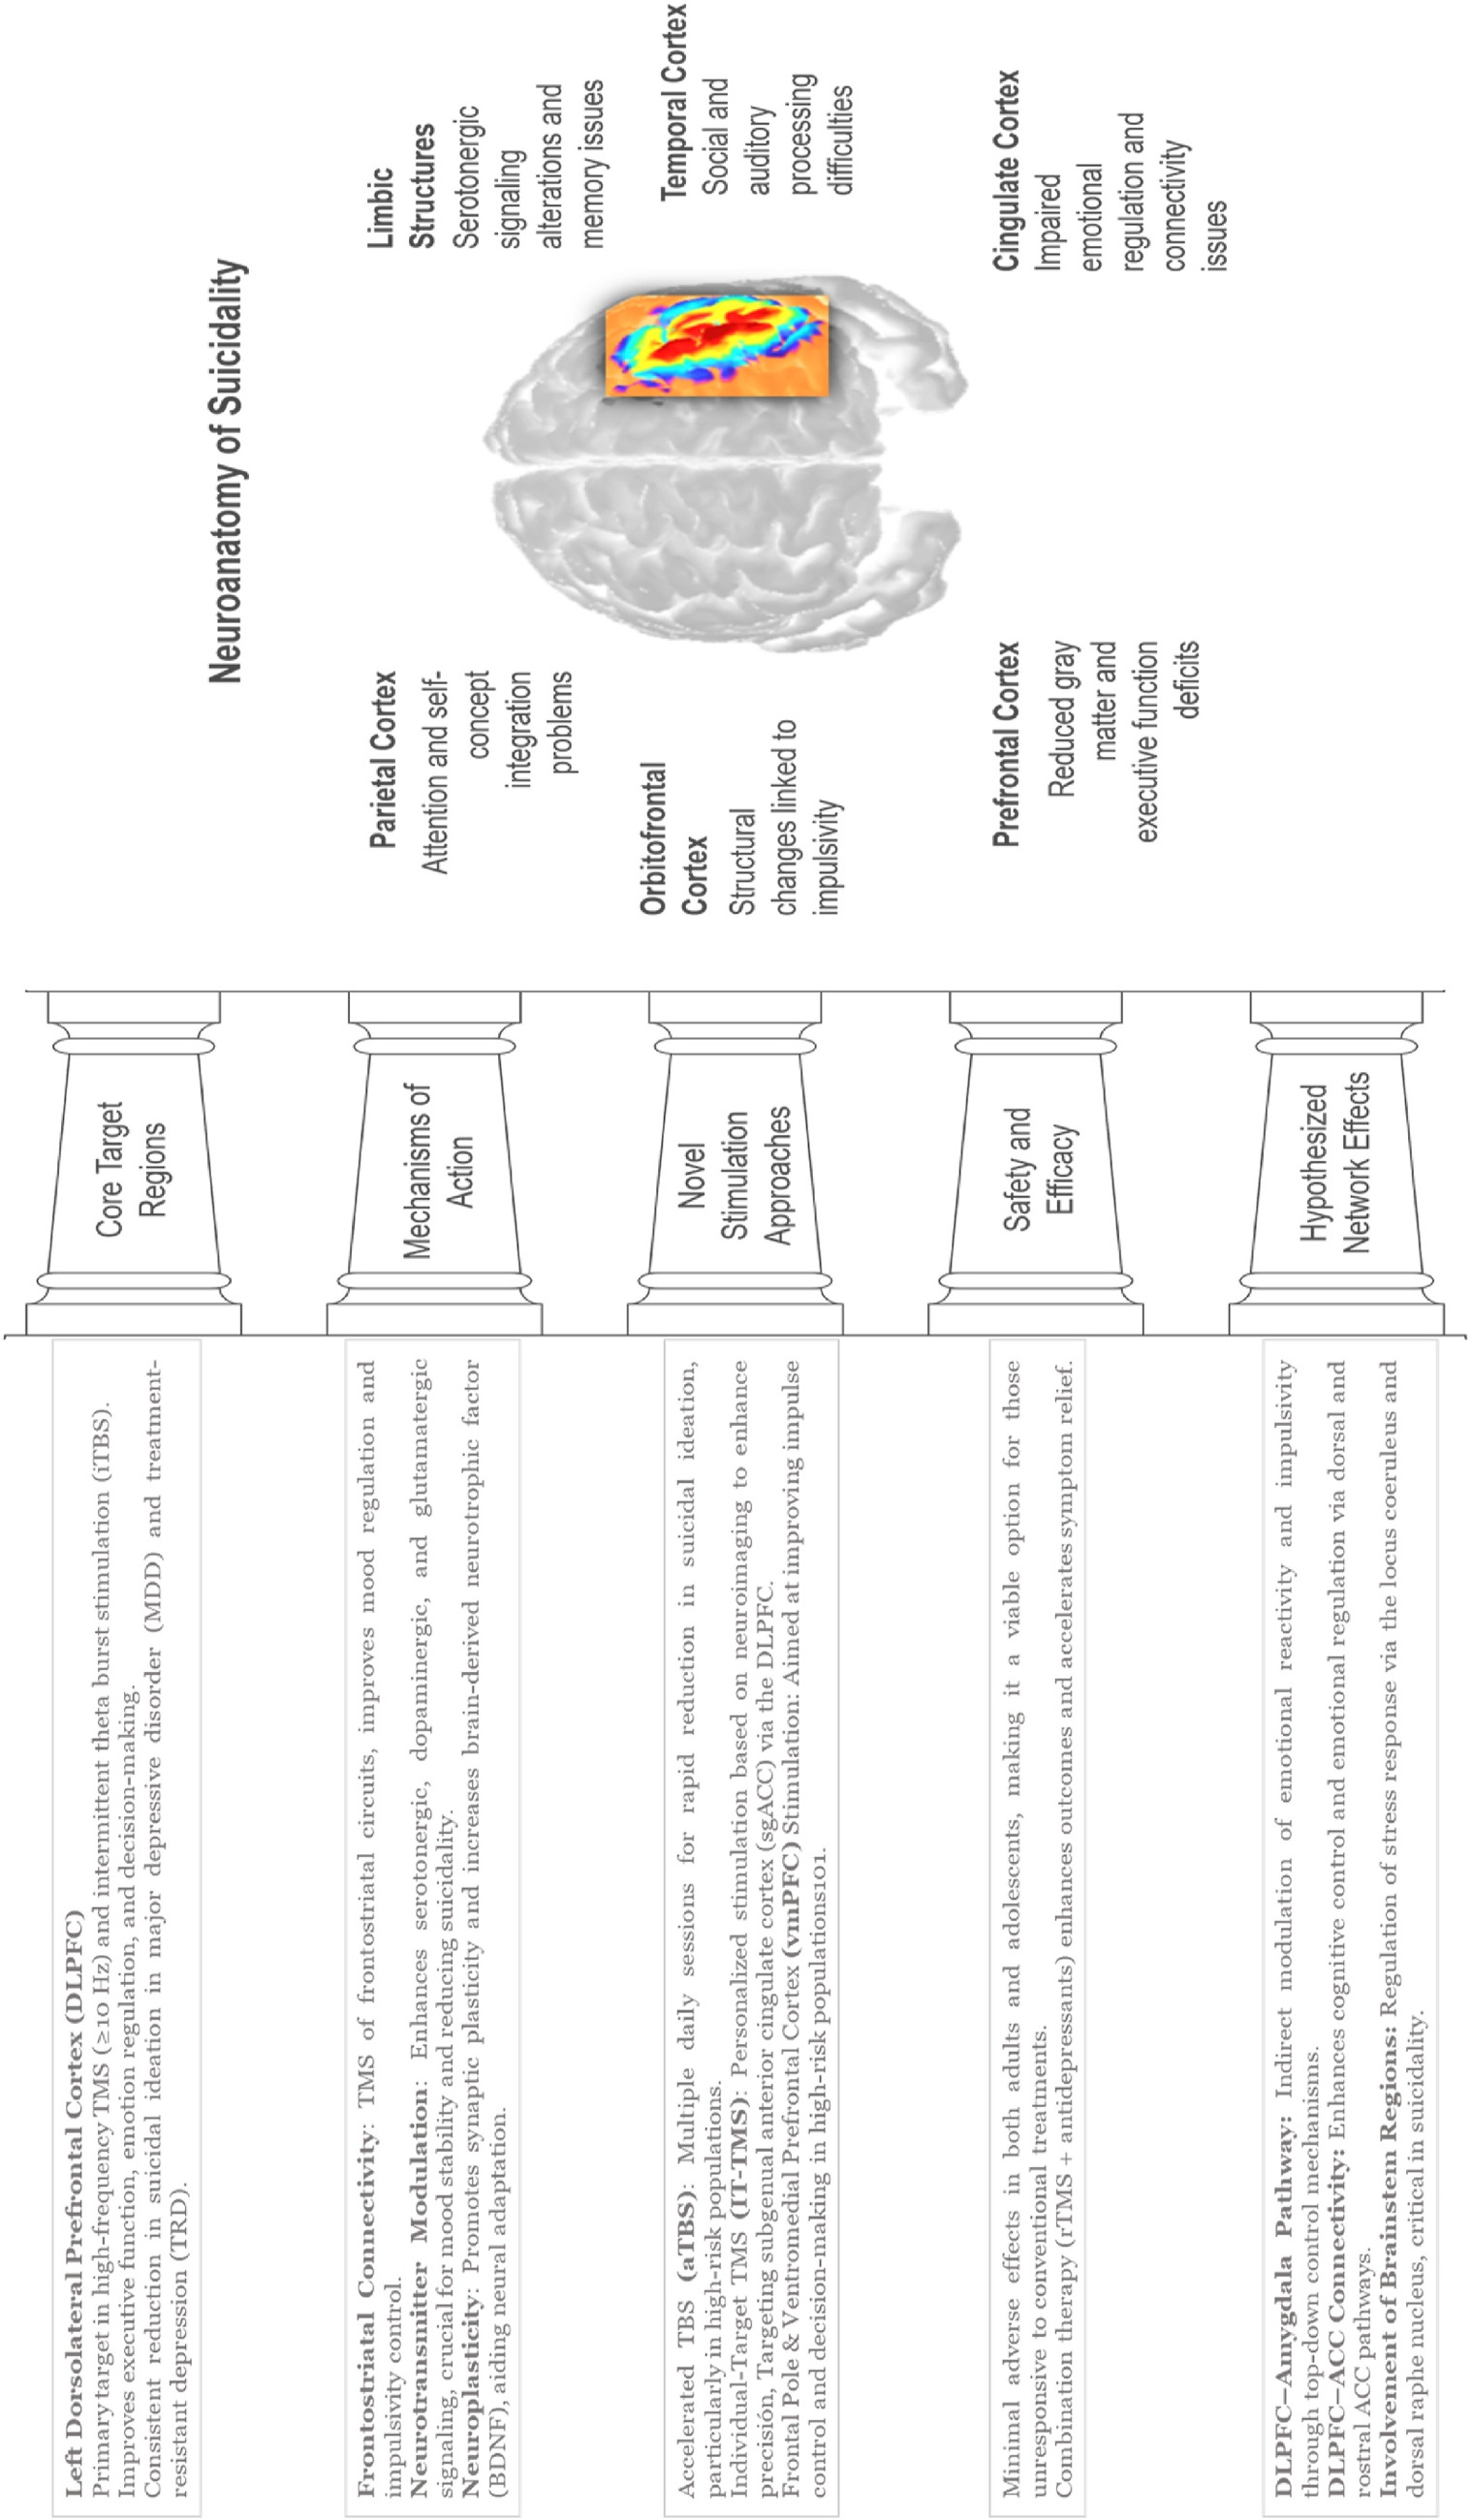 Neuroanatomy of Suicidality
Parietal Cortex
Attention and self-
concept
integration
problems
Limbic
Structures
Serotonergic
signaling
alterations and
memory issues
Orbitofrontal
Cortex
Structural
changes linked to
impulsivity
Temporal Cortex
Social and
auditory
processing
difficulties
Prefrontal Cortex
Reduced gray
matter and
executive function
deficits
Cingulate Cortex
Impaired
emotional
regulation and
connectivity
issues
Core Target
Regions
Left Dorsolateral Prefrontal Cortex (DLPFC)
Primary target in high-frequency TMS (≥10 Hz) and intermittent theta burst stimulation (iTBS).
Improves executive function, emotion regulation, and decision-making.
Consistent reduction in suicidal ideation in major depressive disorder (MDD) and treatment-
resistant depression (TRD).
Mechanisms of
Action
Frontostriatal Connectivity: TMS of frontostriatal circuits, improves mood regulation and
impulsivity control.
Neurotransmitter Modulation: Enhances serotonergic, dopaminergic, and glutamatergic
signaling, crucial for mood stability and reducing suicidality.
Neuroplasticity: Promotes synaptic plasticity and increases brain-derived neurotrophic factor
(BDNF), aiding neural adaptation.
Novel
Stimulation
Approaches
Accelerated TBS (aTBS): Multiple daily sessions for rapid reduction in suicidal ideation,
particularly in high-risk populations.
Individual-Target TMS (IT-TMS): Personalized stimulation based on neuroimaging to enhance
precisión, Targeting subgenual anterior cingulate cortex (sgACC) via the DLPFC.
Frontal Pole & Ventromedial Prefrontal Cortex (vmPFC) Stimulation: Aimed at improving impulse
control and decision-making in high-risk populations101.
Safety and
Efficacy
Minimal adverse effects in both adults and adolescents, making it a viable option for those
unresponsive to conventional treatments.
Combination therapy (rTMS + antidepressants) enhances outcomes and accelerates symptom relief.
Hypothesized
Network Effects
DLPFC–Amygdala Pathway: Indirect modulation of emotional reactivity and impulsivity
through top-down control mechanisms.
DLPFC–ACC Connectivity: Enhances cognitive control and emotional regulation via dorsal and
rostral ACC pathways.
Involvement of Brainstem Regions: Regulation of stress response via the locus coeruleus and
dorsal raphe nucleus, critical in suicidality.